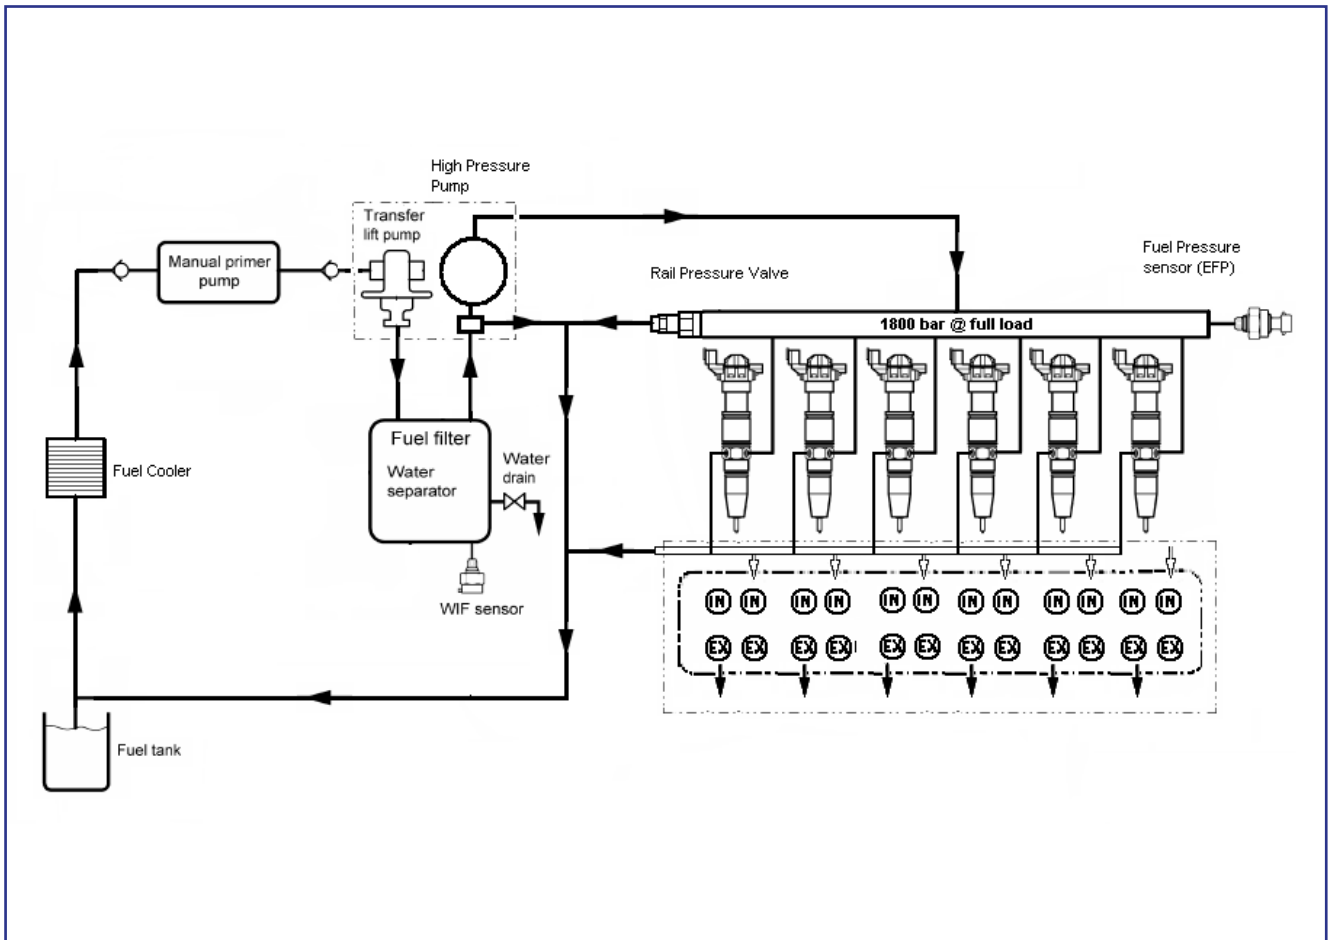 High Pressure
Pump
Transfer
lift pump
Manual primer
pump
Rail Pressure Valve
Fuel Pressure
sensor (EFP)
1800 bar @ full load
Fuel Cooler
Fuel filter
Water
separator
Water
drain
WIF sensor
IN IN IN IN IN IN IN IN IN IN IN IN
EX EX EX EX EX EX EX EX EX EX EX EX
Fuel tank